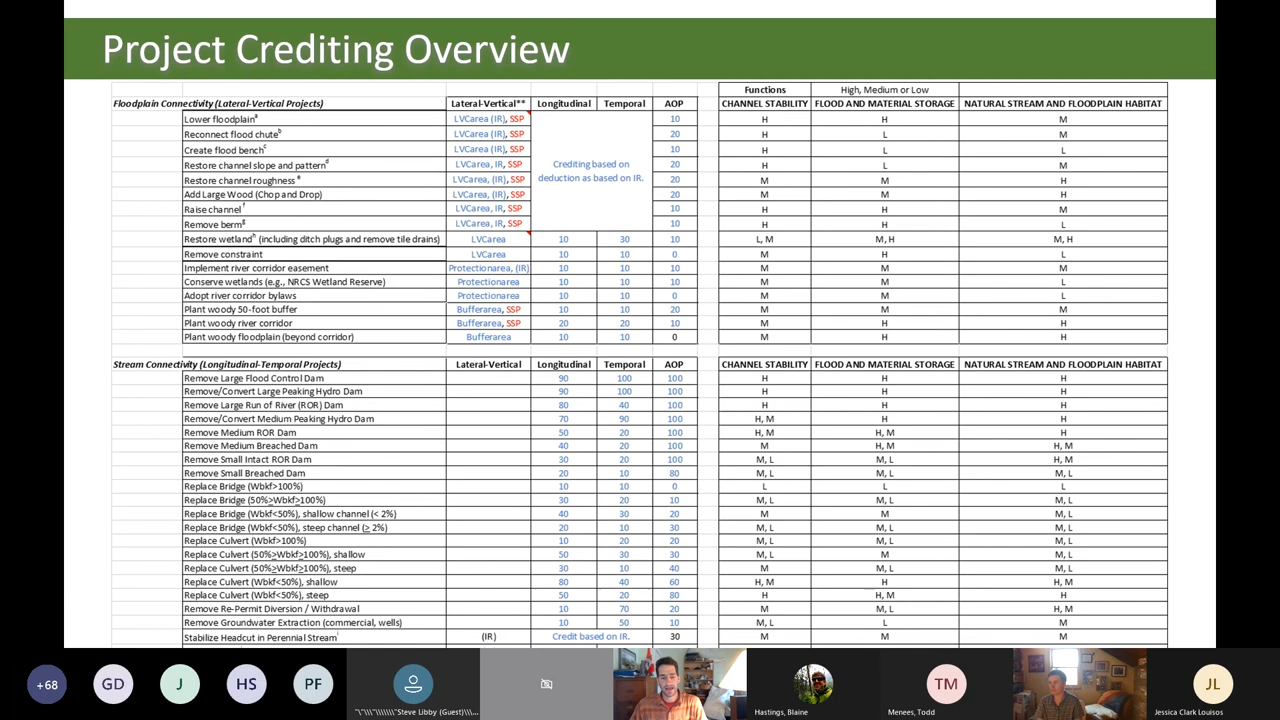 Project Crediting Overview
Functions High, Medium or Low
Floodplain Connectivity (Lateral-Vertical Projects) Lateral-Vertical** Longitudinal Temporal AOP CHANNEL STABILITY FLOOD AND MATERIAL STORAGE NATURAL STREAM AND FLOODPLAIN HABITAT
Lower floodplain^a LVCarea (IR), SSP 10 H H M
Reconnect flood chute^b LVCarea (IR), SSP 20 H L M
Create flood bench^c LVCarea (IR), SSP 10 H L L
Restore channel slope and pattern^d LVCarea, IR, SSP Crediting based on 20 H L M
Restore channel roughness^e LVCarea, (IR), SSP deduction as based on IR. 20 M M H
Add Large Wood (Chop and Drop) LVCarea, (IR), SSP 20 M M H
Raise channel^f LVCarea, IR, SSP 10 H H M
Remove berm^g LVCarea, IR, SSP 10 H H L
Restore wetland^h (including ditch plugs and remove tile drains) LVCarea 10 30 10 L, M M, H M, H
Remove constraint LVCarea 10 10 0 M H L
Implement river corridor easement Protectionarea, (IR) 10 10 10 M M M
Conserve wetlands (e.g., NRCS Wetland Reserve) Protectionarea 10 10 10 M M L
Adopt river corridor bylaws Protectionarea 10 10 0 M M L
Plant woody 50-foot buffer Bufferarea, SSP 10 10 20 M M M
Plant woody river corridor Bufferarea, SSP 20 20 10 M H H
Plant woody floodplain (beyond corridor) Bufferarea 10 10 0 M H H
Stream Connectivity (Longitudinal-Temporal Projects) Lateral-Vertical Longitudinal Temporal AOP CHANNEL STABILITY FLOOD AND MATERIAL STORAGE NATURAL STREAM AND FLOODPLAIN HABITAT
Remove Large Flood Control Dam 90 100 100 H H H
Remove/Convert Large Peaking Hydro Dam 90 100 100 H H H
Remove Large Run of River (ROR) Dam 80 40 100 H H H
Remove/Convert Medium Peaking Hydro Dam 70 90 100 H, M H H
Remove Medium ROR Dam 50 20 100 H, M H, M H
Remove Medium Breached Dam 40 20 100 M H, M H, M
Remove Small Intact ROR Dam 30 20 100 M, L M, L H, M
Remove Small Breached Dam 20 10 80 M, L M, L M, L
Replace Bridge (Wbkf>100%) 10 10 0 L L L
Replace Bridge (50%≥Wbkf≥100%) 30 20 10 M, L M, L M, L
Replace Bridge (Wbkf<50%), shallow channel (< 2%) 40 30 20 M M M, L
Replace Bridge (Wbkf<50%), steep channel (≥ 2%) 20 10 30 M, L M, L M, L
Replace Culvert (Wbkf>100%) 10 20 20 M, L M, L M, L
Replace Culvert (50%≥Wbkf≥100%), shallow 50 30 30 M, L M M, L
Replace Culvert (50%≥Wbkf≥100%), steep 30 10 40 M M, L M, L
Replace Culvert (Wbkf<50%), shallow 80 40 60 H, M H H, M
Replace Culvert (Wbkf<50%), steep 50 20 80 H H, M H
Remove Re-Permit Diversion / Withdrawal 10 70 20 M M, L H, M
Remove Groundwater Extraction (commercial, wells) 10 50 10 M, L L M
Stabilize Headcut in Perennial Stream^i (IR) Credit based on IR. 30 M M M
+68 GD J HS PF TM JL
"\"\\"\\\\\\\"Steve Libby (Guest)\\\... Hastings, Blaine Menees, Todd Jessica Clark Louisos